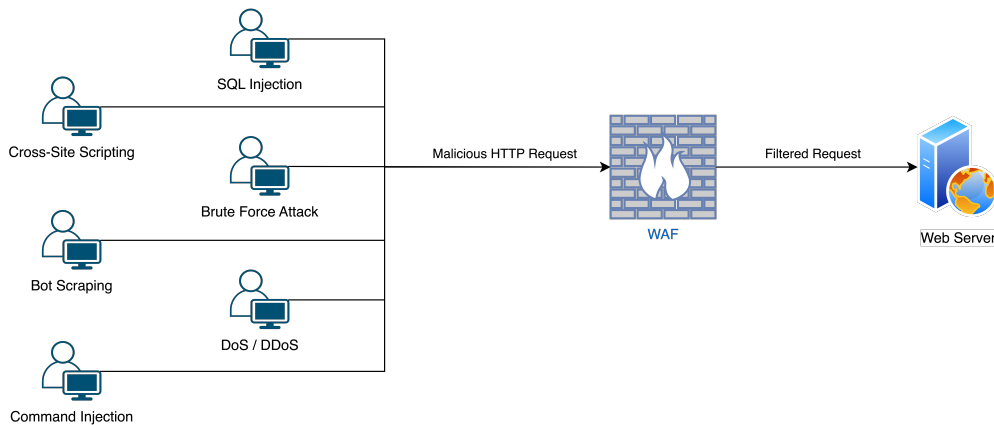 SQL Injection
Cross-Site Scripting
Brute Force Attack
Bot Scraping
DoS / DDoS
Command Injection
Malicious HTTP Request
WAF
Filtered Request
Web Server